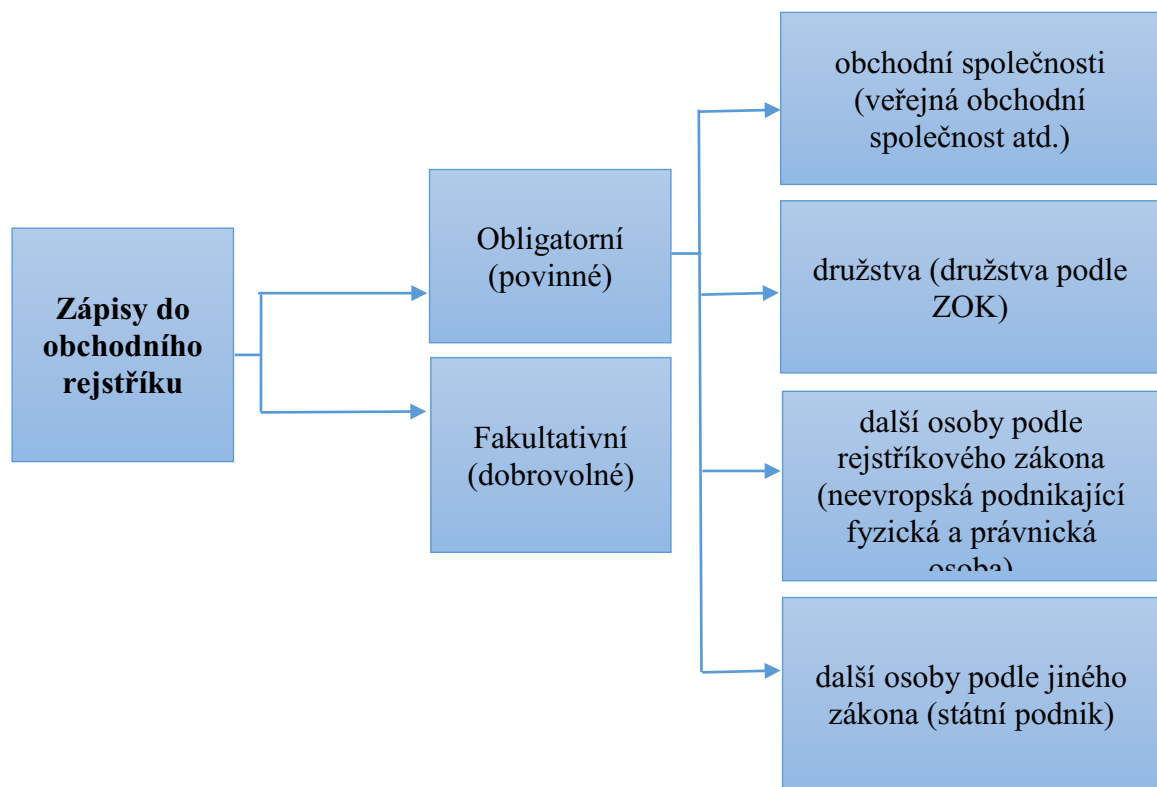 Zápisy do
obchodního
rejstříku
Obligatorní
(povinné)
Fakultativní
(dobrovolné)
obchodní společnosti
(veřejná obchodní
společnost atd.)
družstva (družstva podle
ZOK)
další osoby podle
rejstříkového zákona
(neevropská podnikající
fyzická a právnická
osoba)
další osoby podle jiného
zákona (státní podnik)